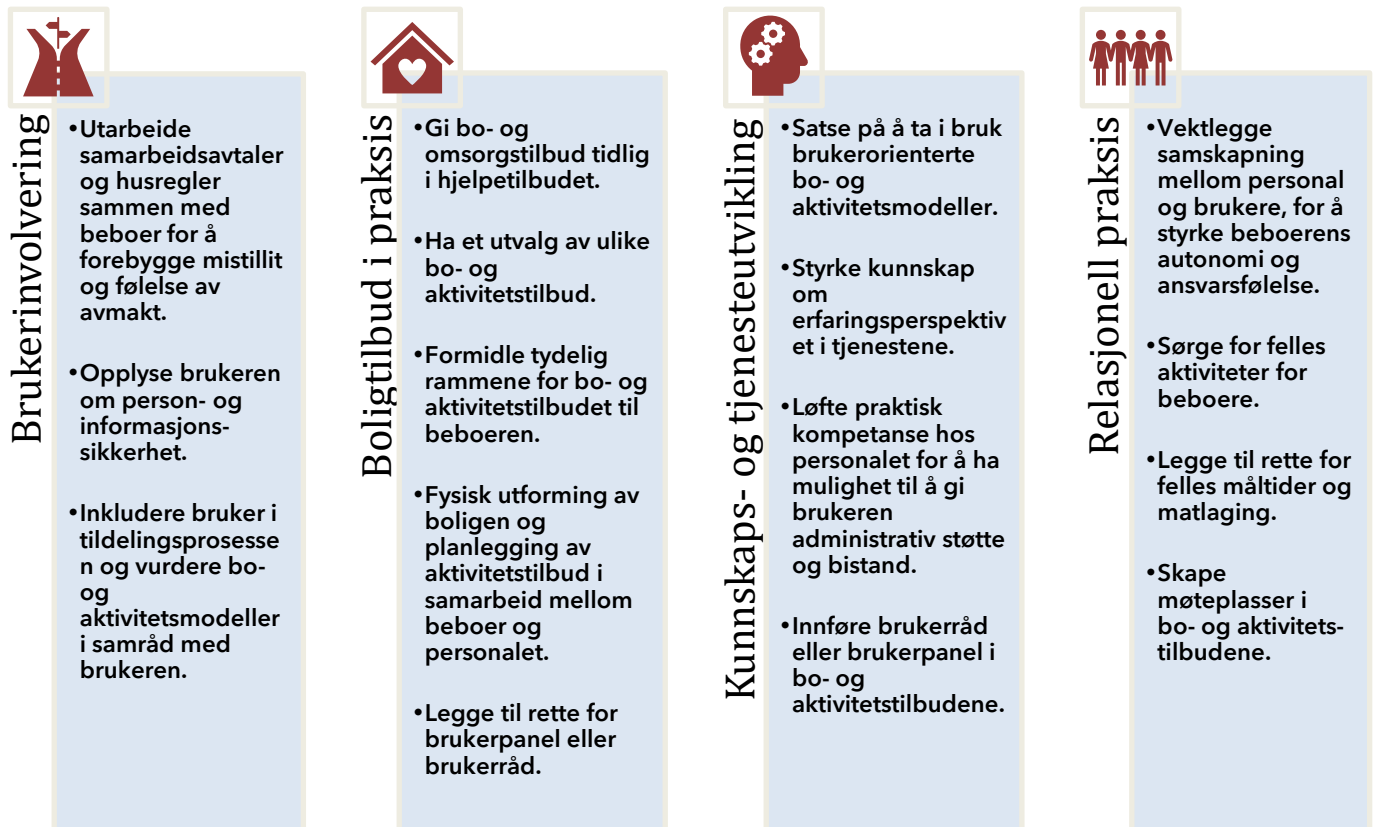 Brukerinvolvering
•Utarbeide
samarbeidsavtaler
og husregler
sammen med
beboer for å
forebygge mistillit
og følelse av
avmakt.
•Opplyse brukeren
om person- og
informasjons-
sikkerhet.
•Inkludere bruker i
tildelingsprosesse
n og vurdere bo-
og
aktivitetsmodeller
i samråd med
brukeren.
Boligtilbud i praksis
•Gi bo- og
omsorgstilbud tidlig
i hjelpetilbudet.
•Ha et utvalg av ulike
bo- og
aktivitetstilbud.
•Formidle tydelig
rammene for bo- og
aktivitetstilbudet til
beboeren.
•Fysisk utforming av
boligen og
planlegging av
aktivitetstilbud i
samarbeid mellom
beboer og
personalet.
•Legge til rette for
brukerpanel eller
brukerråd.
Kunnskaps- og tjenesteutvikling
•Satse på å ta i bruk
brukerorienterte
bo- og
aktivitetsmodeller.
•Styrke kunnskap
om
erfaringsperspektiv
et i tjenestene.
•Løfte praktisk
kompetanse hos
personalet for å ha
mulighet til å gi
brukeren
administrativ støtte
og bistand.
•Innføre brukerråd
eller brukerpanel i
bo- og
aktivitetstilbudene.
Relasjonell praksis
•Vektlegge
samskapning
mellom personal
og brukere, for å
styrke beboerens
autonomi og
ansvarsfølelse.
•Sørge for felles
aktiviteter for
beboere.
•Legge til rette for
felles måltider og
matlaging.
•Skape
møteplasser i
bo- og aktivitets-
tilbudene.